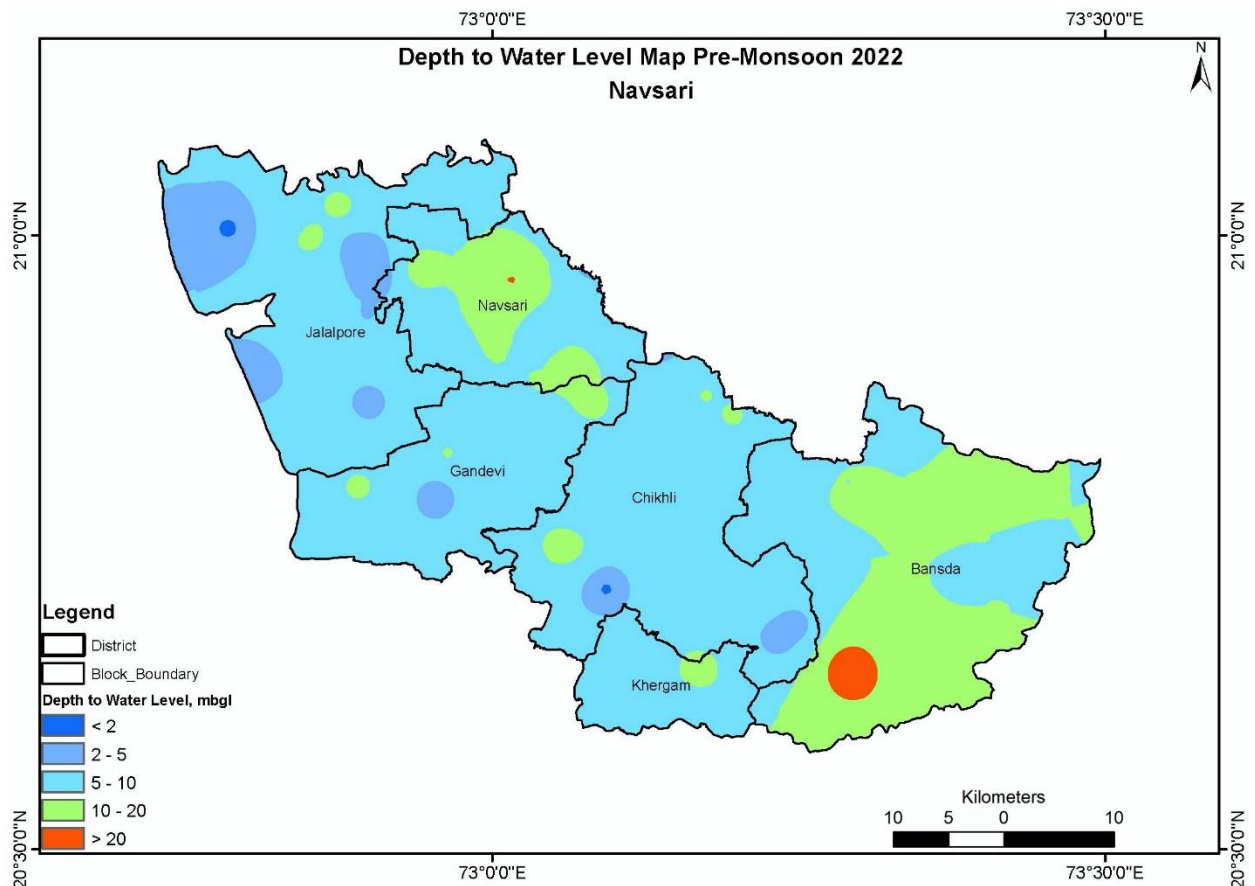 73°0'0"E
73°30'0"E
Depth to Water Level Map Pre-Monsoon 2022
Navsari
N
21°0'0"N
21°0'0"N
Navsari
Jalalpore
Gandevi
Chikhli
Bansda
Khergam
Legend
District
Block_Boundary
Depth to Water Level, mbgl
< 2
2 - 5
5 - 10
10 - 20
> 20
Kilometers
10 5 0 10
20°30'0"N
20°30'0"N
73°0'0"E
73°30'0"E